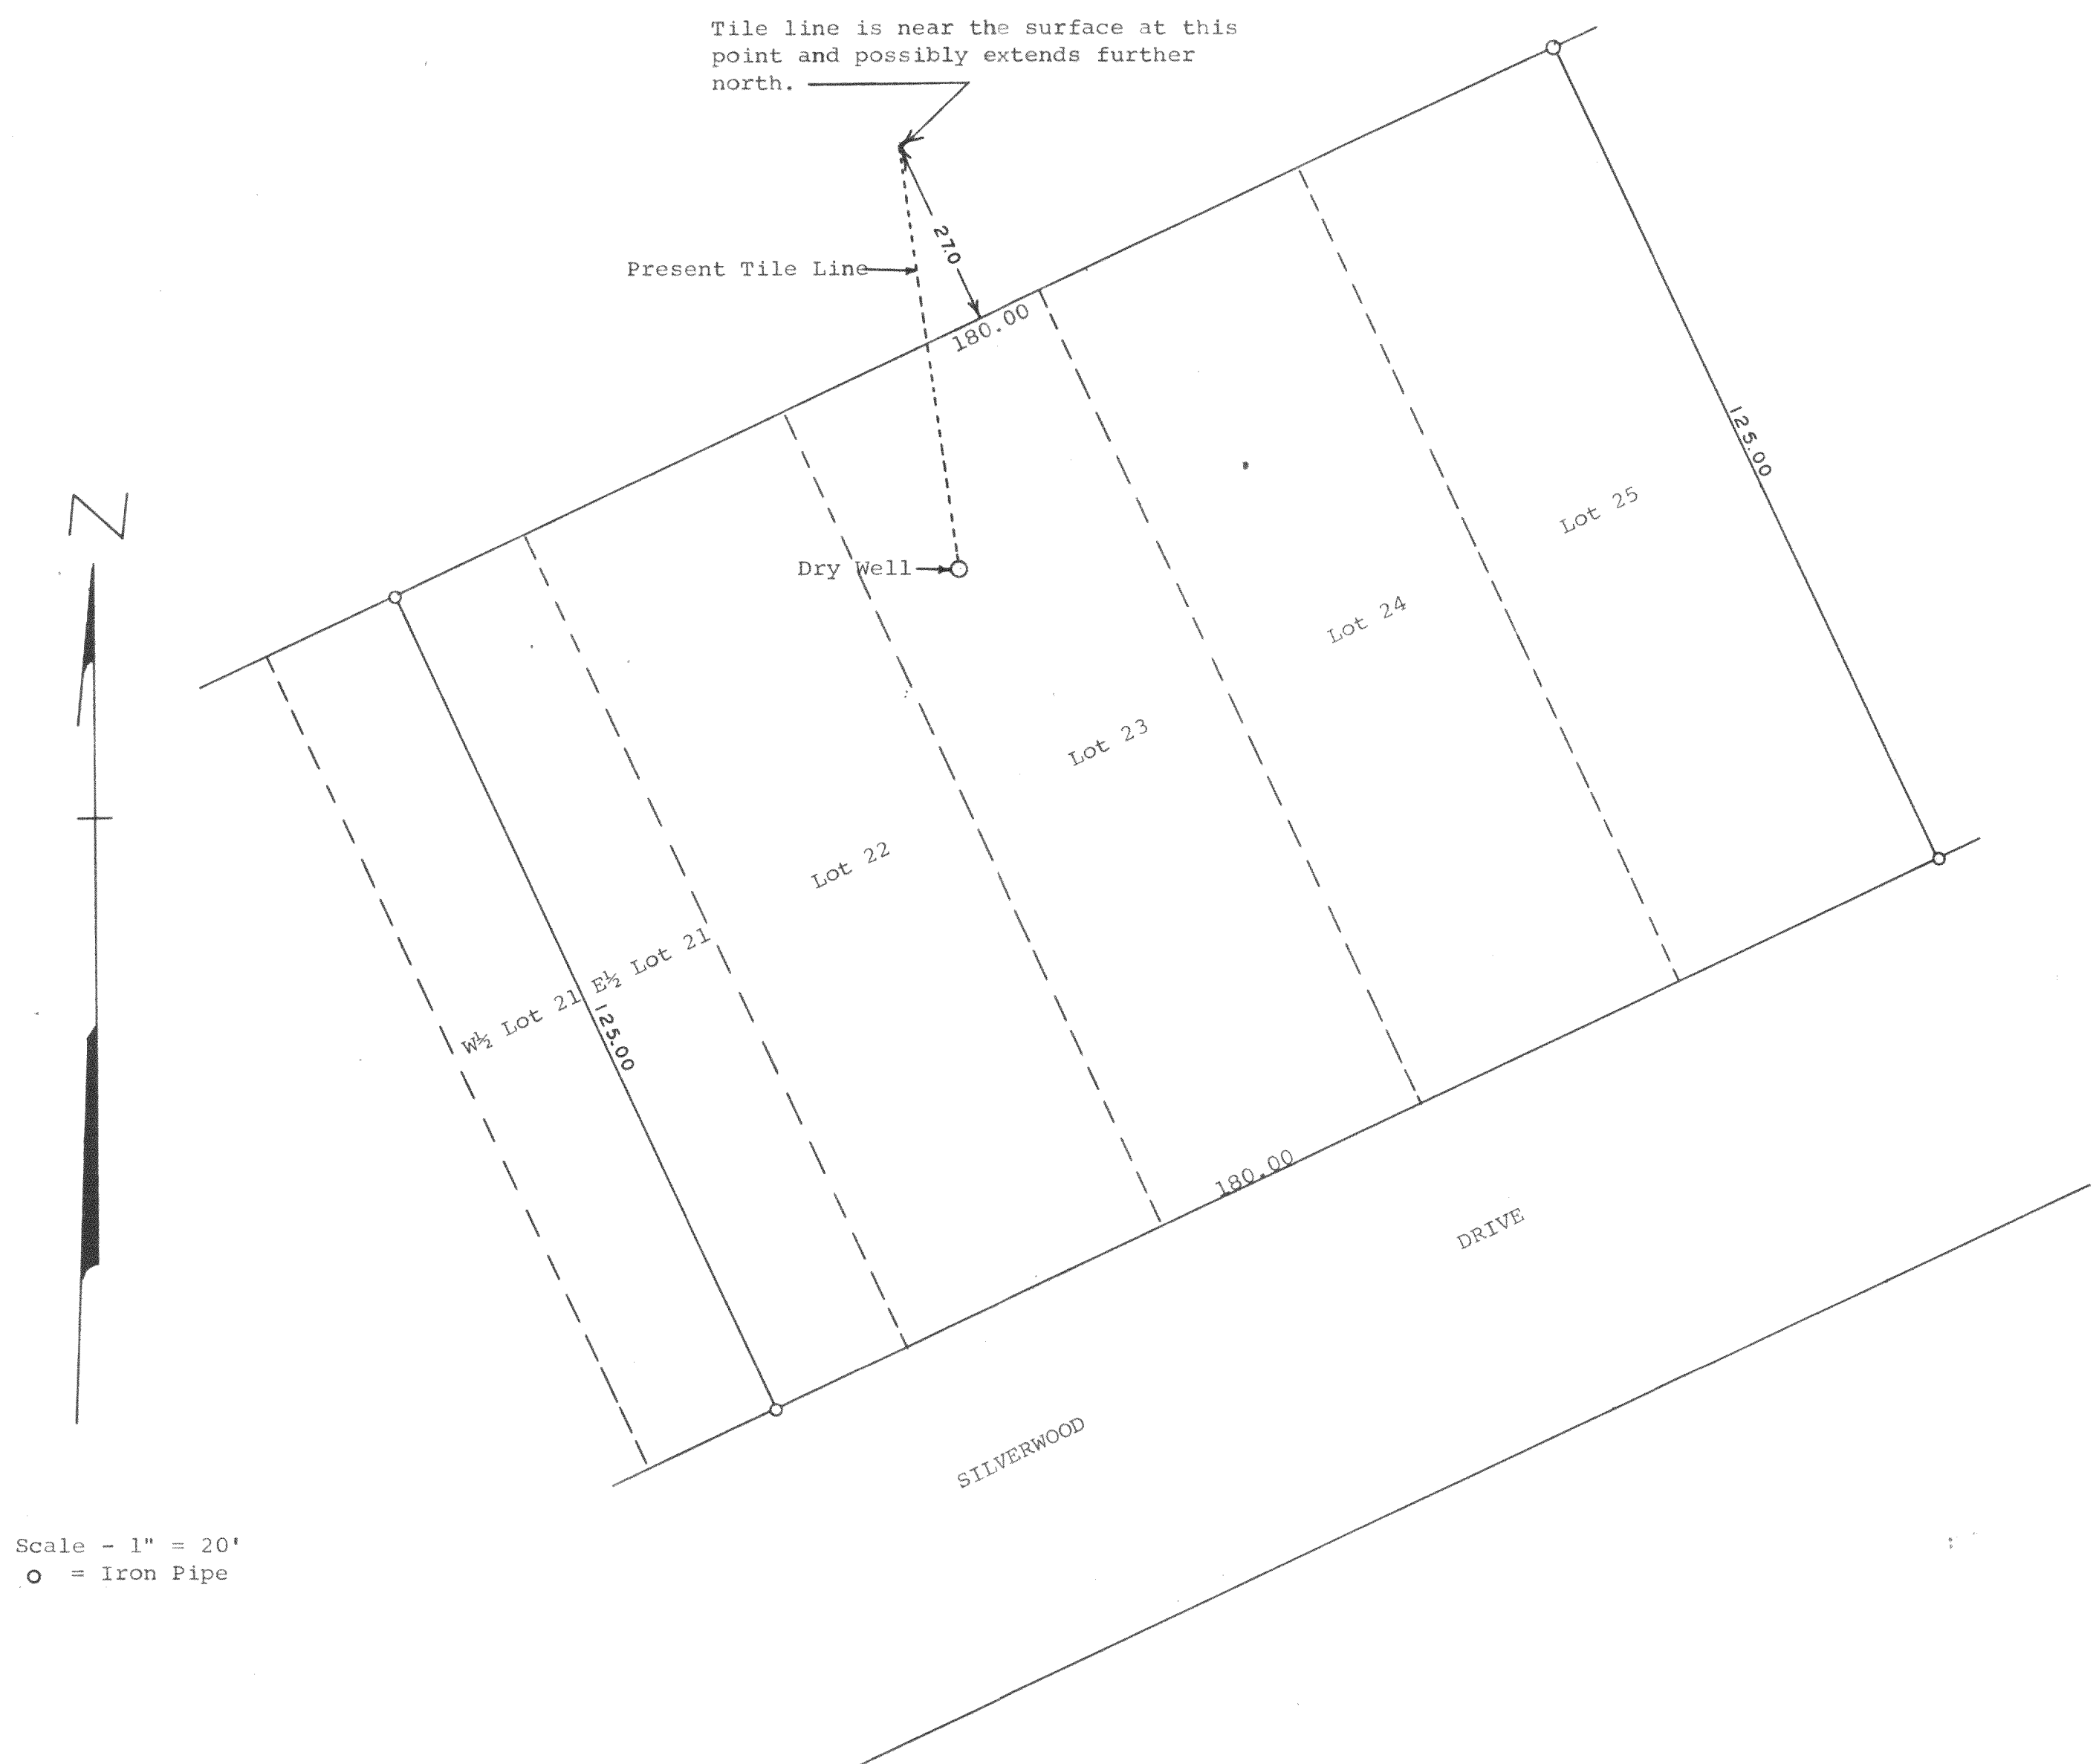 Tile line is near the surface at this
point and possibly extends further
north.
27.0
Present Tile Line
180.00
N
125.00
Lot 25
Dry Well
Lot 24
Lot 23
Lot 22
W½ Lot 21 E½ Lot 21
125.00
180.00
DRIVE
SILVERWOOD
Scale - 1" = 20'
o = Iron Pipe